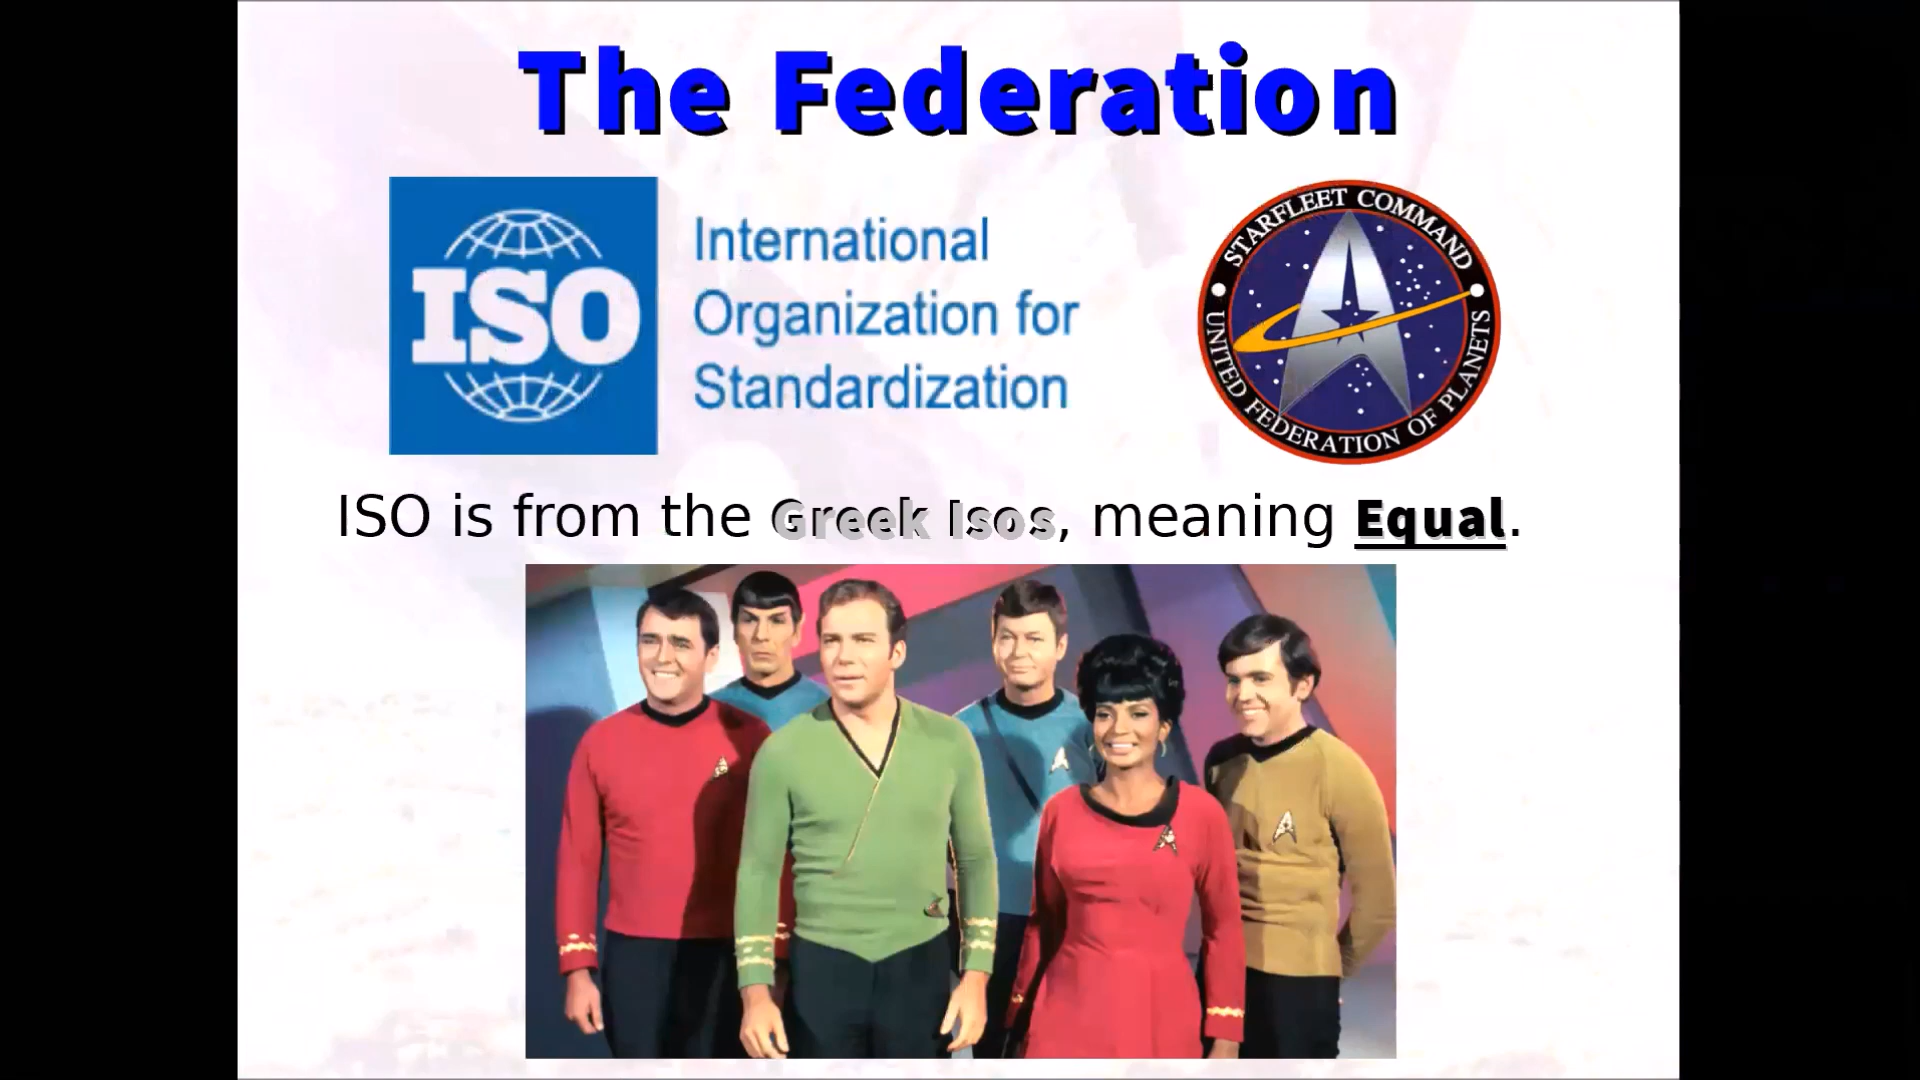 The Federation
ISO
International
Organization for
Standardization
STARFLEET COMMAND
UNITED FEDERATION OF PLANETS
ISO is from the Greek Isos, meaning Equal.